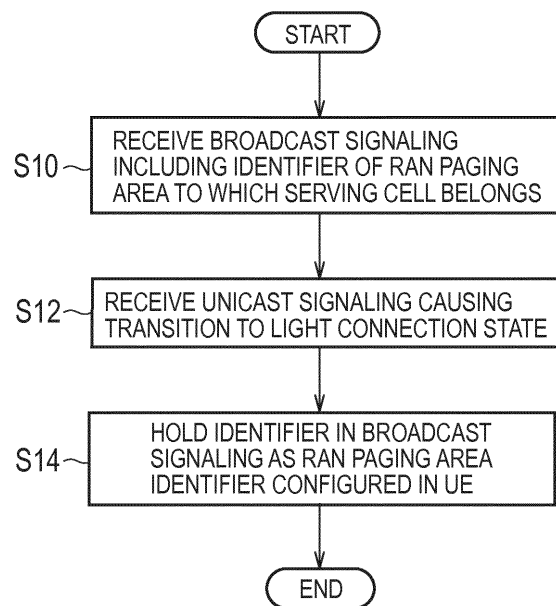 START
S10
RECEIVE BROADCAST SIGNALING
INCLUDING IDENTIFIER OF RAN PAGING
AREA TO WHICH SERVING CELL BELONGS
S12
RECEIVE UNICAST SIGNALING CAUSING
TRANSITION TO LIGHT CONNECTION STATE
S14
HOLD IDENTIFIER IN BROADCAST
SIGNALING AS RAN PAGING AREA
IDENTIFIER CONFIGURED IN UE
END